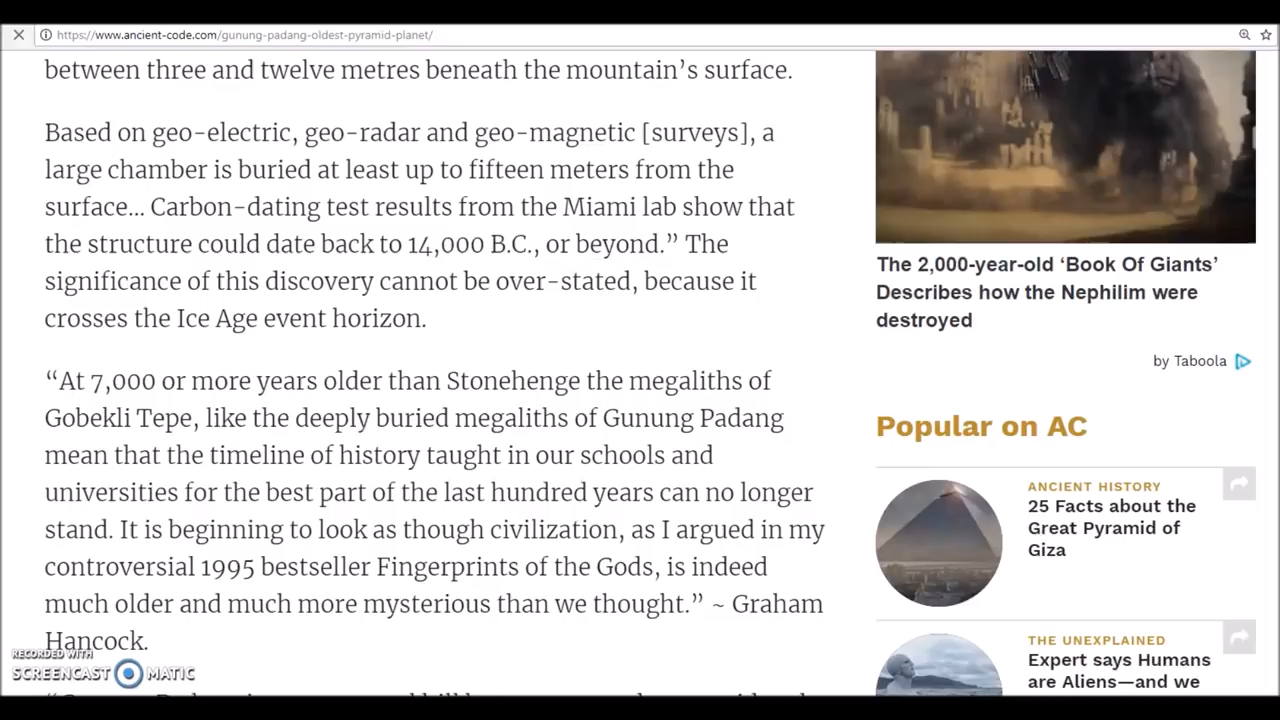 https://www.ancient-code.com/gunung-padang-oldest-pyramid-planet/
between three and twelve metres beneath the mountain’s surface.
Based on geo-electric, geo-radar and geo-magnetic [surveys], a
large chamber is buried at least up to fifteen meters from the
surface… Carbon-dating test results from the Miami lab show that
the structure could date back to 14,000 B.C., or beyond.” The
significance of this discovery cannot be over-stated, because it
crosses the Ice Age event horizon.
“At 7,000 or more years older than Stonehenge the megaliths of
Gobekli Tepe, like the deeply buried megaliths of Gunung Padang
mean that the timeline of history taught in our schools and
universities for the best part of the last hundred years can no longer
stand. It is beginning to look as though civilization, as I argued in my
controversial 1995 bestseller Fingerprints of the Gods, is indeed
much older and much more mysterious than we thought.” ~ Graham
Hancock.
The 2,000-year-old ‘Book Of Giants’
Describes how the Nephilim were
destroyed
by Taboola
Popular on AC
ANCIENT HISTORY
25 Facts about the
Great Pyramid of
Giza
THE UNEXPLAINED
Expert says Humans
are Aliens—and we
RECORDED WITH
SCREENCAST MATIC